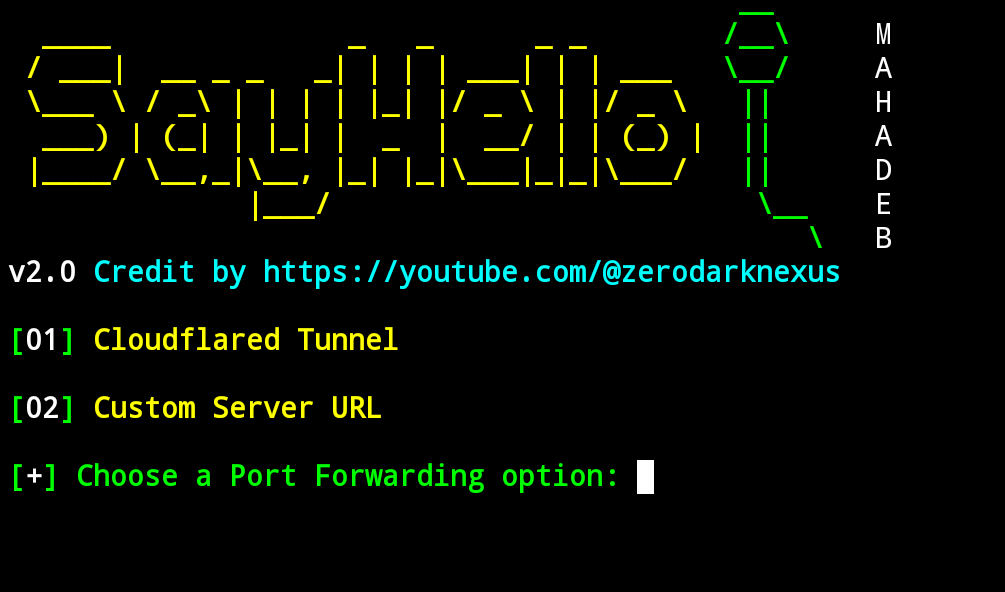 SayHello
MAHADEB
v2.0 Credit by https://youtube.com/@zerodarknexus
[01] Cloudflared Tunnel
[02] Custom Server URL
[+] Choose a Port Forwarding option: